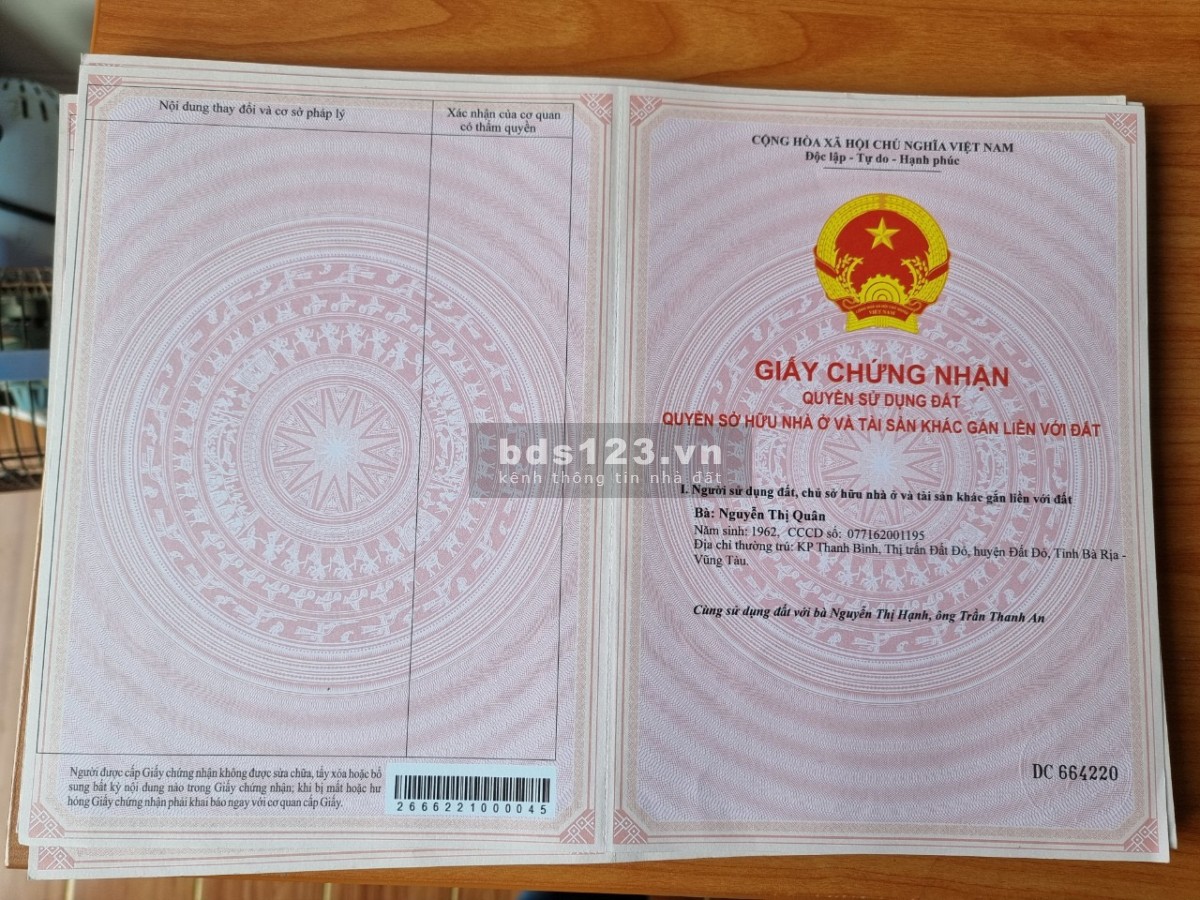 Nội dung thay đổi và cơ sở pháp lý
Xác nhận của cơ quan
có thẩm quyền
Người được cấp Giấy chứng nhận không được sửa chữa, tẩy xóa hoặc bổ
sung bất kỳ nội dung nào trong Giấy chứng nhận; khi bị mất hoặc hư
hỏng Giấy chứng nhận phải khai báo ngay với cơ quan cấp Giấy.
2666221000045
CỘNG HÒA XÃ HỘI CHỦ NGHĨA VIỆT NAM
Độc lập - Tự do - Hạnh phúc
VIỆT NAM
GIẤY CHỨNG NHẬN
QUYỀN SỬ DỤNG ĐẤT
QUYỀN SỞ HỮU NHÀ Ở VÀ TÀI SẢN KHÁC GẮN LIỀN VỚI ĐẤT
bds123.vn
kênh thông tin nhà đất
I. Người sử dụng đất, chủ sở hữu nhà ở và tài sản khác gắn liền với đất
Bà: Nguyễn Thị Quân
Năm sinh: 1962, CCCD số: 077162001195
Địa chỉ thường trú: KP Thanh Bình, Thị trấn Đất Đỏ, huyện Đất Đỏ, Tỉnh Bà Rịa -
Vũng Tàu.
Cùng sử dụng đất với bà Nguyễn Thị Hạnh, ông Trần Thanh An
DC 664220